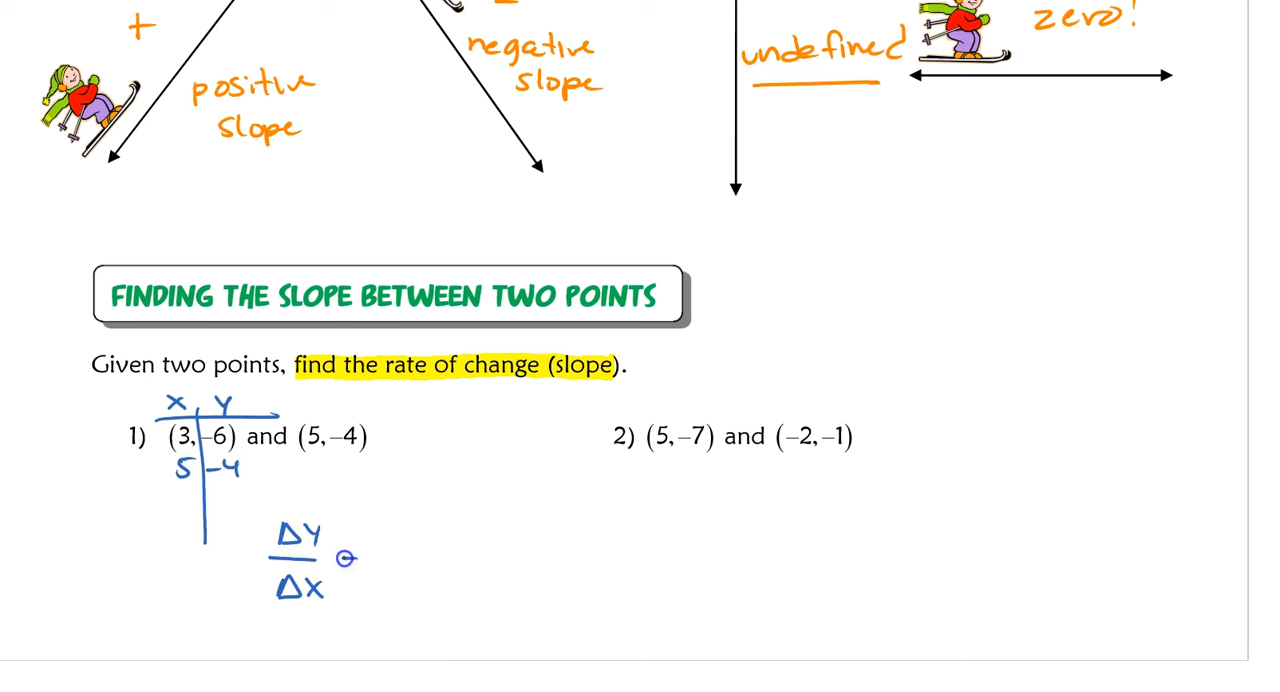 +
positive
slope
negative
slope
undefined
zero!
FINDING THE SLOPE BETWEEN TWO POINTS
Given two points, find the rate of change (slope).
X Y
1) (3,–6) and (5,–4)
5 –4
ΔY
ΔX
2) (5,–7) and (–2,–1)